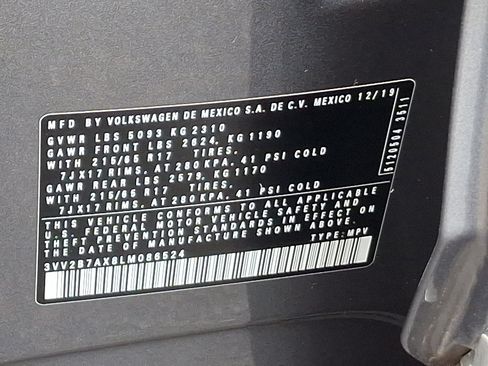 MFD BY VOLKSWAGEN DE MEXICO S.A. DE C.V. MEXICO 12/19
GVWR LBS 5093 KG 2310
GAWR FRONT LBS 2624, KG 1190
WITH 215/65 R17 TIRES.
7JX17 RIMS. AT 280 KPA. 41 PSI COLD
GAWR REAR LBS 2579, KG 1170
WITH 215/65 R17 TIRES.
7JX17 RIMS. AT 280 KPA. 41 PSI COLD
THIS VEHICLE CONFORMS TO ALL APPLICABLE
U.S. FEDERAL MOTOR VEHICLE SAFETY AND
THEFT PREVENTION STANDARDS IN EFFECT ON
THE DATE OF MANUFACTURE SHOWN ABOVE.
3VV2B7AX8LM086524 TYPE: MPV
5120504 3511